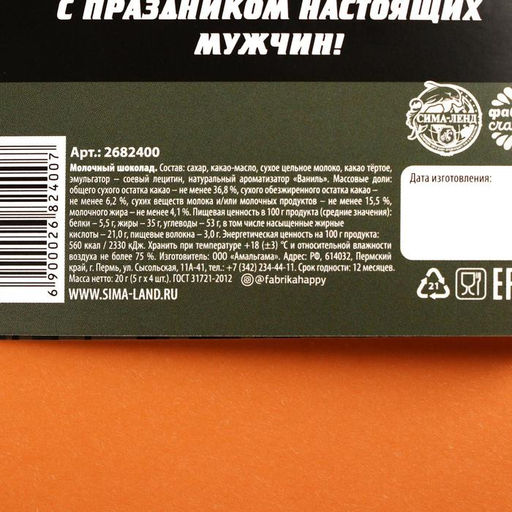 С ПРАЗДНИКОМ НАСТОЯЩИХ
МУЖЧИН!
СИМА-ЛЕНД
Арт.: 2682400
Молочный шоколад. Состав: сахар, какао-масло, сухое цельное молоко, какао тёртое,
эмульгатор – соевый лецитин, натуральный ароматизатор «Ваниль». Массовые доли:
общего сухого остатка какао – не менее 36,8 %, сухого обезжиренного остатка какао –
не менее 6,2 %, сухих веществ молока и/или молочных продуктов – не менее 15,5 %,
молочного жира – не менее 4,1 %. Пищевая ценность в 100 г продукта (средние значения):
белки – 5,5 г, жиры – 35 г, углеводы – 53 г, в том числе насыщенные жирные
кислоты – 21,0 г, пищевые волокна – 3,0 г. Энергетическая ценность на 100 г продукта:
560 ккал / 2330 кДж. Хранить при температуре +18 (±3) °С и относительной влажности
воздуха не более 75 %. Изготовитель: ООО «Амальгама». Адрес: РФ, 614032, Пермский
край, г. Пермь, ул. Сысольская, 11А-41, тел.: +7 (342) 234-44-11. Срок годности: 12 месяцев.
Масса нетто: 20 г (5 г х 4 шт.). ГОСТ 31721-2012
@fabrikahappy
WWW.SIMA-LAND.RU
6 900026 824007
Дата изготовления:
21